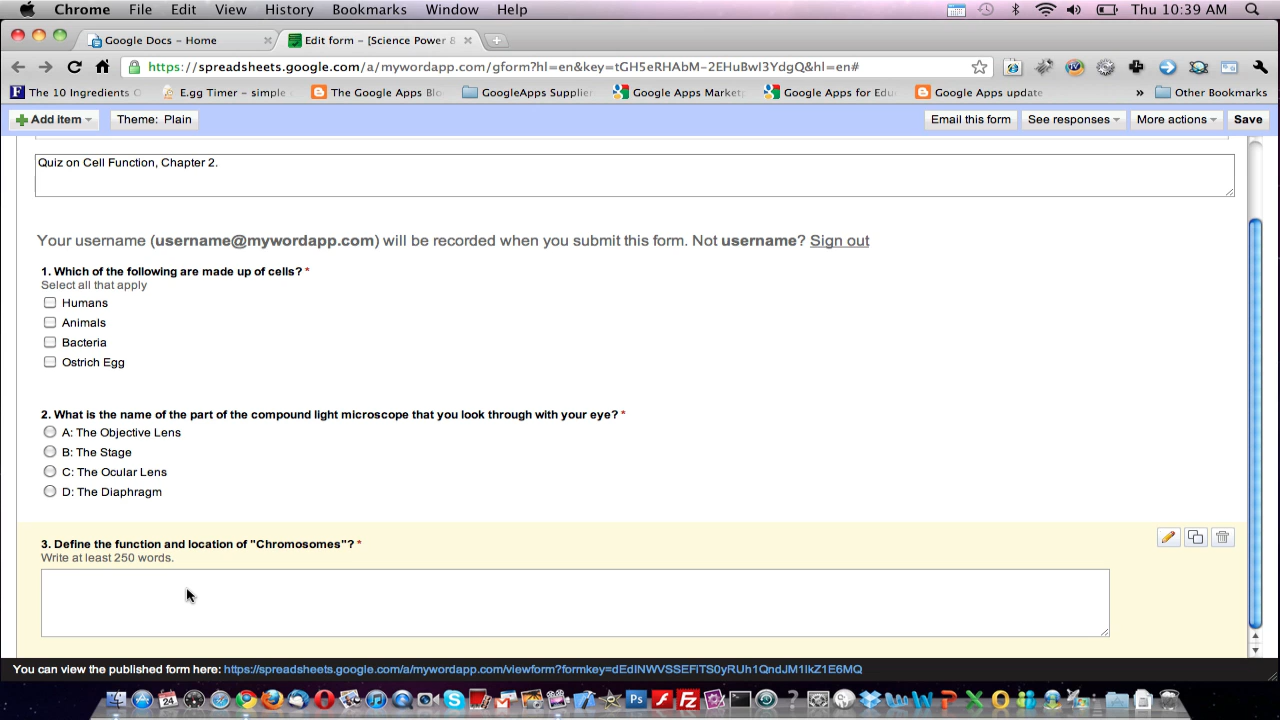 Chrome File Edit View History Bookmarks Window Help Thu 10:39 AM
Google Docs - Home Edit form - [Science Power &
https://spreadsheets.google.com/a/mywordapp.com/gform?hl=en&key=tGH5eRHAbM-2EHuBwl3YdgQ&hl=en#
The 10 Ingredients E.gg Timer - simple The Google Apps Blo GoogleApps Supplier Google Apps Market Google Apps for Edu Google Apps update » Other Bookmarks
Add item Theme: Plain Email this form See responses More actions Save
Quiz on Cell Function, Chapter 2.
Your username (username@mywordapp.com) will be recorded when you submit this form. Not username? Sign out
1. Which of the following are made up of cells? *
Select all that apply
Humans
Animals
Bacteria
Ostrich Egg
2. What is the name of the part of the compound light microscope that you look through with your eye? *
A: The Objective Lens
B: The Stage
C: The Ocular Lens
D: The Diaphragm
3. Define the function and location of "Chromosomes"? *
Write at least 250 words.
You can view the published form here: https://spreadsheets.google.com/a/mywordapp.com/viewform?formkey=dEdINWVSSEFiTS0yRUh1QndJM1lkZ1E6MQ